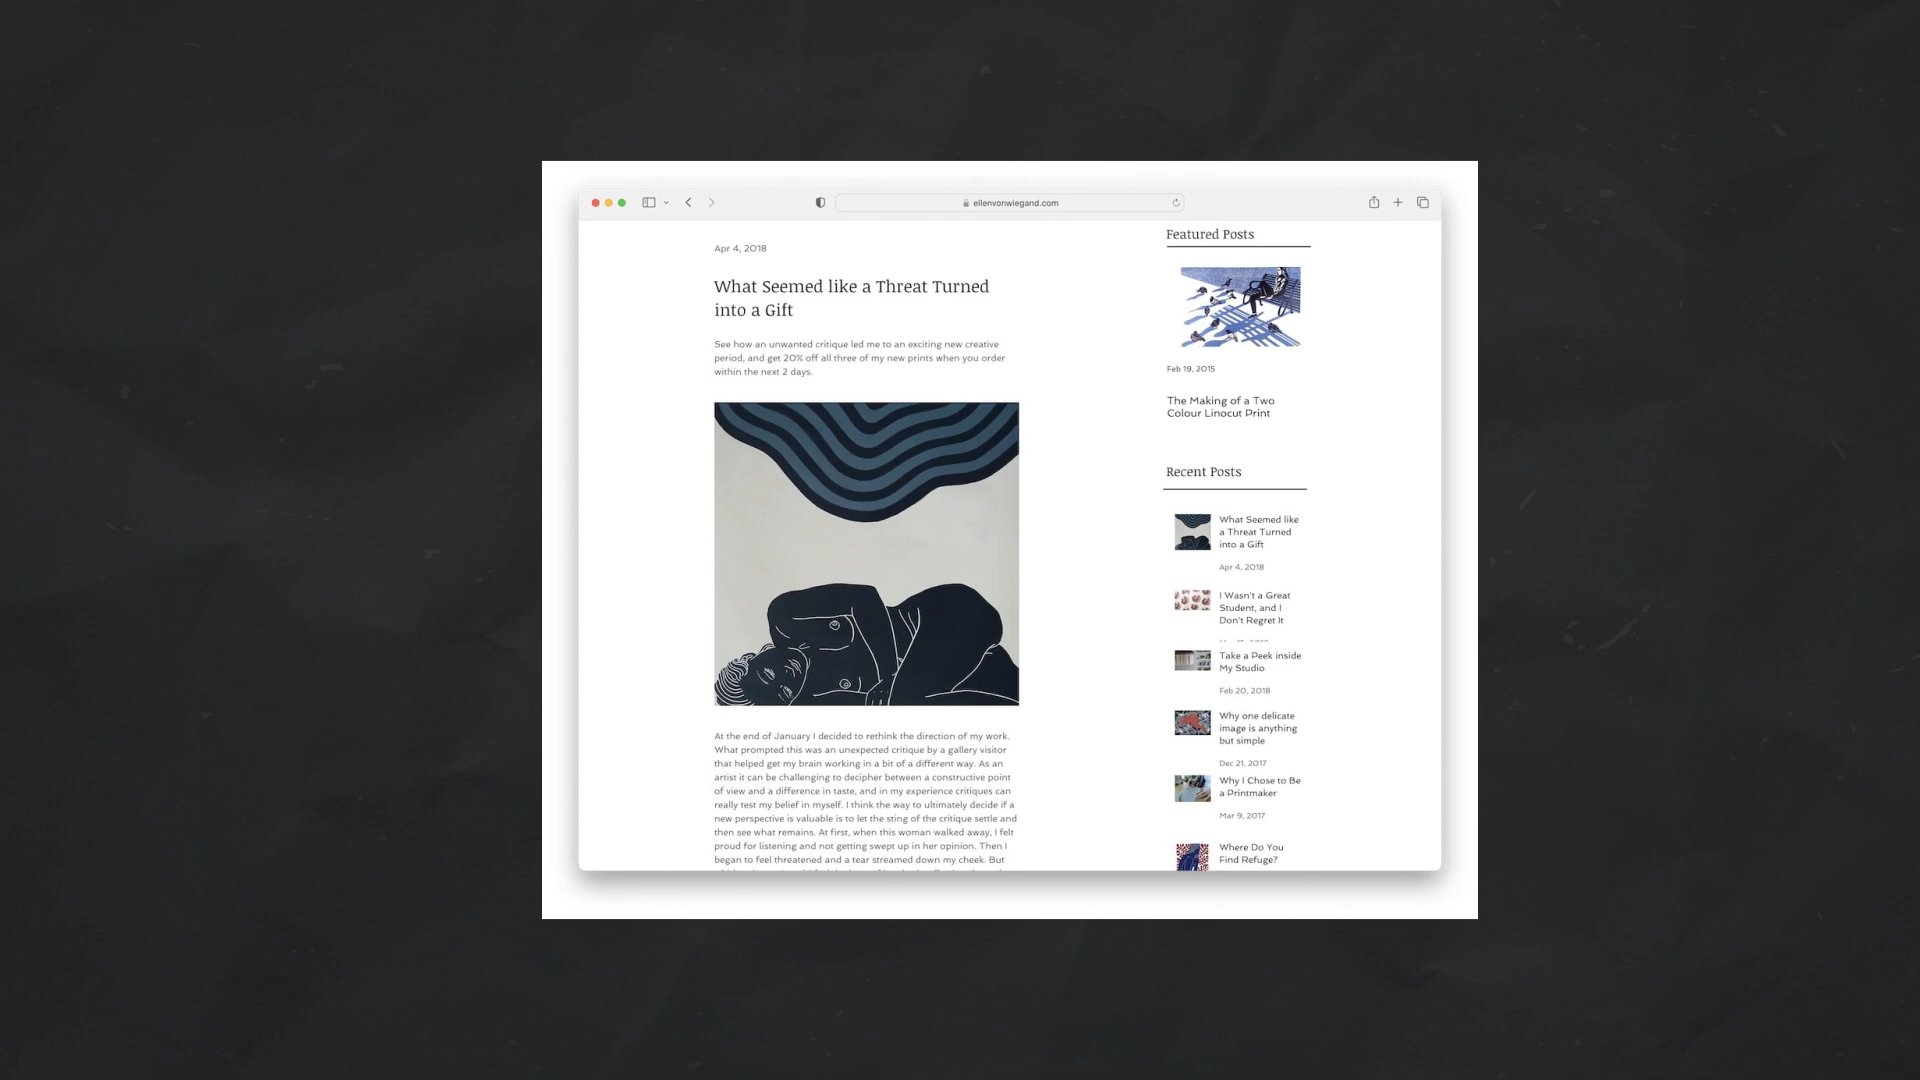 ellenvonwiegand.com
Apr 4, 2018
What Seemed like a Threat Turned
into a Gift
See how an unwanted critique led me to an exciting new creative
period, and get 20% off all three of my new prints when you order
within the next 2 days.
At the end of January I decided to rethink the direction of my work.
What prompted this was an unexpected critique by a gallery visitor
that helped get my brain working in a bit of a different way. As an
artist it can be challenging to decipher between a constructive point
of view and a difference in taste, and in my experience critiques can
really test my belief in myself. I think the way to ultimately decide if a
new perspective is valuable is to let the sting of the critique settle and
then see what remains. At first, when this woman walked away, I felt
proud for listening and not getting swept up in her opinion. Then I
began to feel threatened and a tear streamed down my cheek. But
Featured Posts
Feb 19, 2015
The Making of a Two
Colour Linocut Print
Recent Posts
What Seemed like
a Threat Turned
into a Gift
Apr 4, 2018
I Wasn't a Great
Student, and I
Don't Regret It
Take a Peek inside
My Studio
Feb 20, 2018
Why one delicate
image is anything
but simple
Dec 21, 2017
Why I Chose to Be
a Printmaker
Mar 9, 2017
Where Do You
Find Refuge?